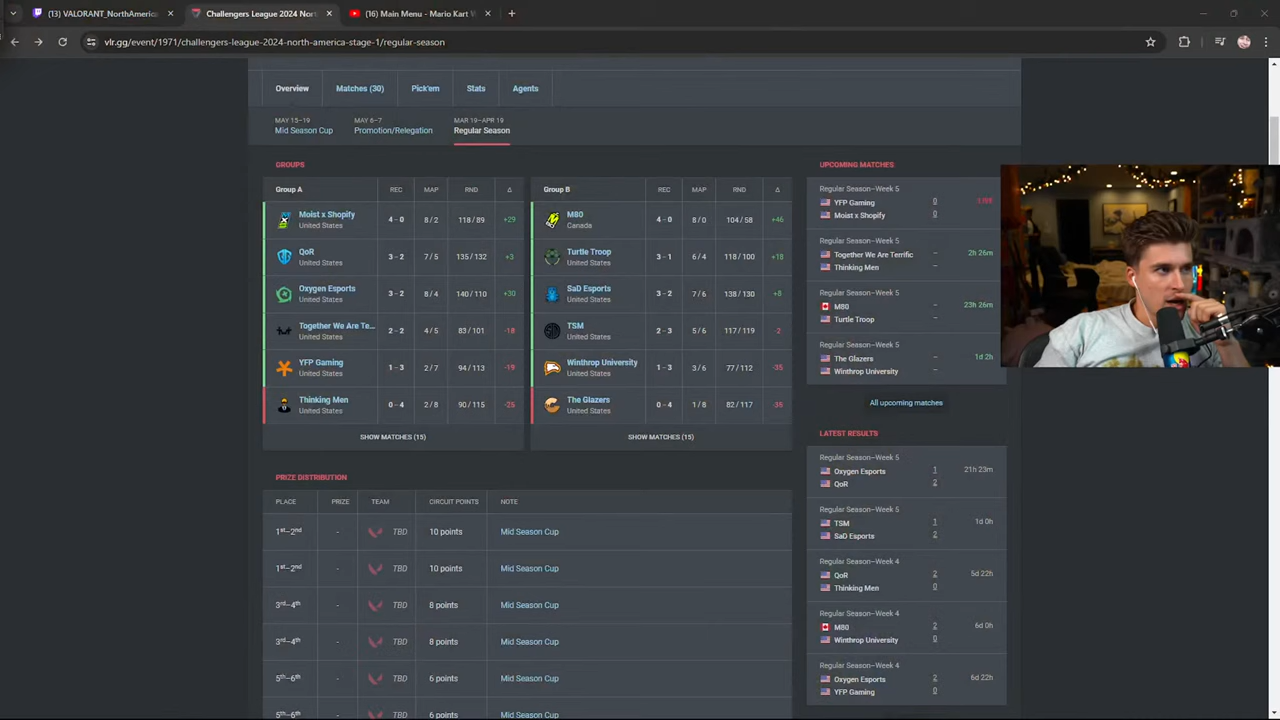 (13) VALORANT_NorthAmerica
Challengers League 2024 Nort
(16) Main Menu - Mario Kart W
vlr.gg/event/1971/challengers-league-2024-north-america-stage-1/regular-season
Overview
Matches (30)
Pick'em
Stats
Agents
MAY 15–19
Mid Season Cup
MAY 6–7
Promotion/Relegation
MAR 19–APR 19
Regular Season
GROUPS
Group A REC MAP RND Δ
Moist x Shopify 4-0 8/2 118/89 +29
United States
QoR 3-2 7/5 135/132 +3
United States
Oxygen Esports 3-2 8/4 140/110 +30
United States
Together We Are Te... 2-2 4/5 83/101 -18
United States
YFP Gaming 1-3 2/7 94/113 -19
United States
Thinking Men 0-4 2/8 90/115 -25
United States
SHOW MATCHES (15)
Group B REC MAP RND Δ
M80 4-0 8/0 104/58 +46
Canada
Turtle Troop 3-1 6/4 118/100 +18
United States
SaD Esports 3-2 7/6 138/130 +8
United States
TSM 2-3 5/6 117/119 -2
United States
Winthrop University 1-3 3/6 77/112 -35
United States
The Glazers 0-4 1/8 82/117 -35
United States
SHOW MATCHES (15)
PRIZE DISTRIBUTION
PLACE PRIZE TEAM CIRCUIT POINTS NOTE
1st–2nd - TBD 10 points Mid Season Cup
1st–2nd - TBD 10 points Mid Season Cup
3rd–4th - TBD 8 points Mid Season Cup
3rd–4th - TBD 8 points Mid Season Cup
5th–6th - TBD 6 points Mid Season Cup
5th–6th - TBD 6 points Mid Season Cup
UPCOMING MATCHES
Regular Season–Week 5
YFP Gaming 0 LIVE
Moist x Shopify 0
Regular Season–Week 5
Together We Are Terrific – 2h 26m
Thinking Men –
Regular Season–Week 5
M80 – 23h 26m
Turtle Troop –
Regular Season–Week 5
The Glazers – 1d 2h
Winthrop University –
All upcoming matches
LATEST RESULTS
Regular Season–Week 5
Oxygen Esports 1 21h 23m
QoR 2
Regular Season–Week 5
TSM 1 1d 0h
SaD Esports 2
Regular Season–Week 4
QoR 2 5d 22h
Thinking Men 0
Regular Season–Week 4
M80 2 6d 0h
Winthrop University 0
Regular Season–Week 4
Oxygen Esports 2 6d 22h
YFP Gaming 0